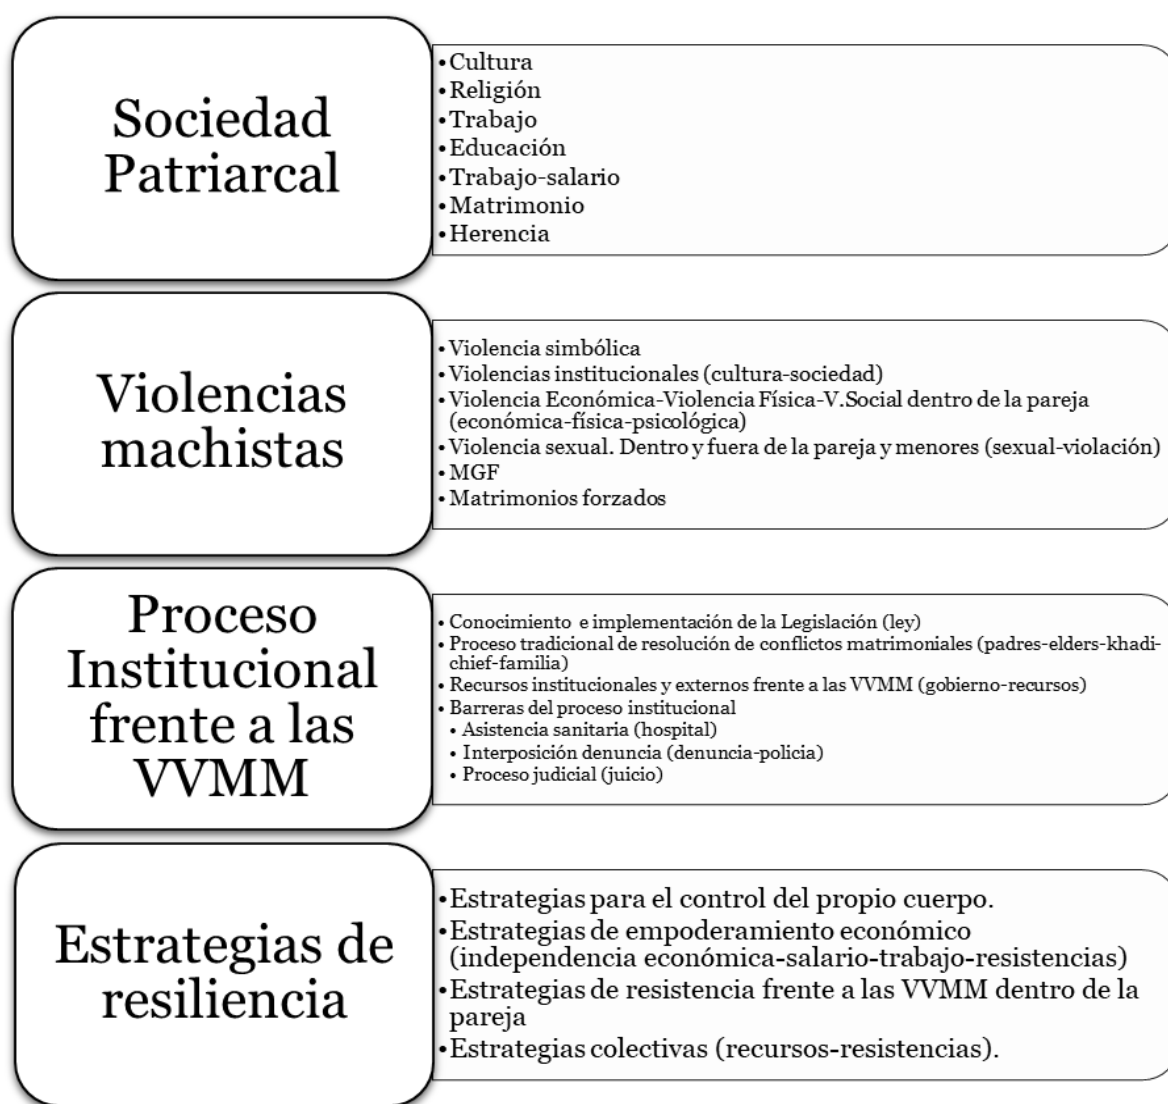 Sociedad
Patriarcal
•Cultura
•Religión
•Trabajo
•Educación
•Trabajo-salario
•Matrimonio
•Herencia
Violencias
machistas
•Violencia simbólica
•Violencias institucionales (cultura-sociedad)
•Violencia Económica-Violencia Física-V.Social dentro de la pareja
(económica-física-psicológica)
•Violencia sexual. Dentro y fuera de la pareja y menores (sexual-violación)
•MGF
•Matrimonios forzados
Proceso
Institucional
frente a las
VVMM
•Conocimiento e implementación de la Legislación (ley)
•Proceso tradicional de resolución de conflictos matrimoniales (padres-elders-khadi-
chief-familia)
•Recursos institucionales y externos frente a las VVMM (gobierno-recursos)
•Barreras del proceso institucional
•Asistencia sanitaria (hospital)
•Interposición denuncia (denuncia-policia)
•Proceso judicial (juicio)
Estrategias de
resiliencia
•Estrategias para el control del propio cuerpo.
•Estrategias de empoderamiento económico
(independencia económica-salario-trabajo-resistencias)
•Estrategias de resistencia frente a las VVMM dentro de la
pareja
•Estrategias colectivas (recursos-resistencias).